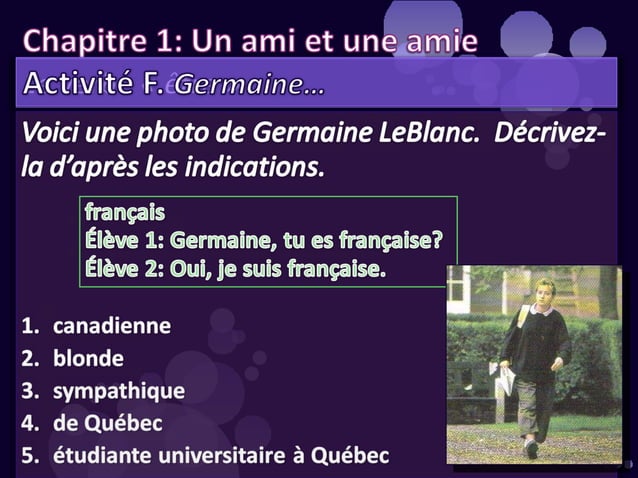 Chapitre 1: Un ami et une amie
Activité F. Germaine...
Voici une photo de Germaine LeBlanc. Décrivez-
la d'après les indications.
français
Élève 1: Germaine, tu es française?
Élève 2: Oui, je suis française.
1. canadienne
2. blonde
3. sympathique
4. de Québec
5. étudiante universitaire à Québec